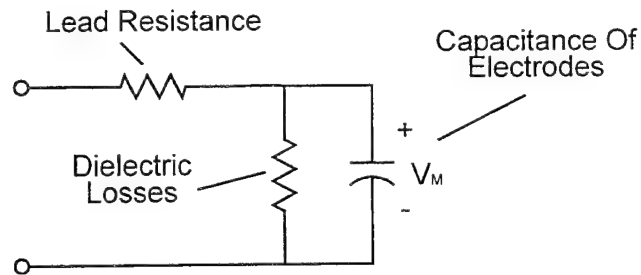 Lead Resistance
Capacitance Of
Electrodes
+
Dielectric
Losses
VM
-